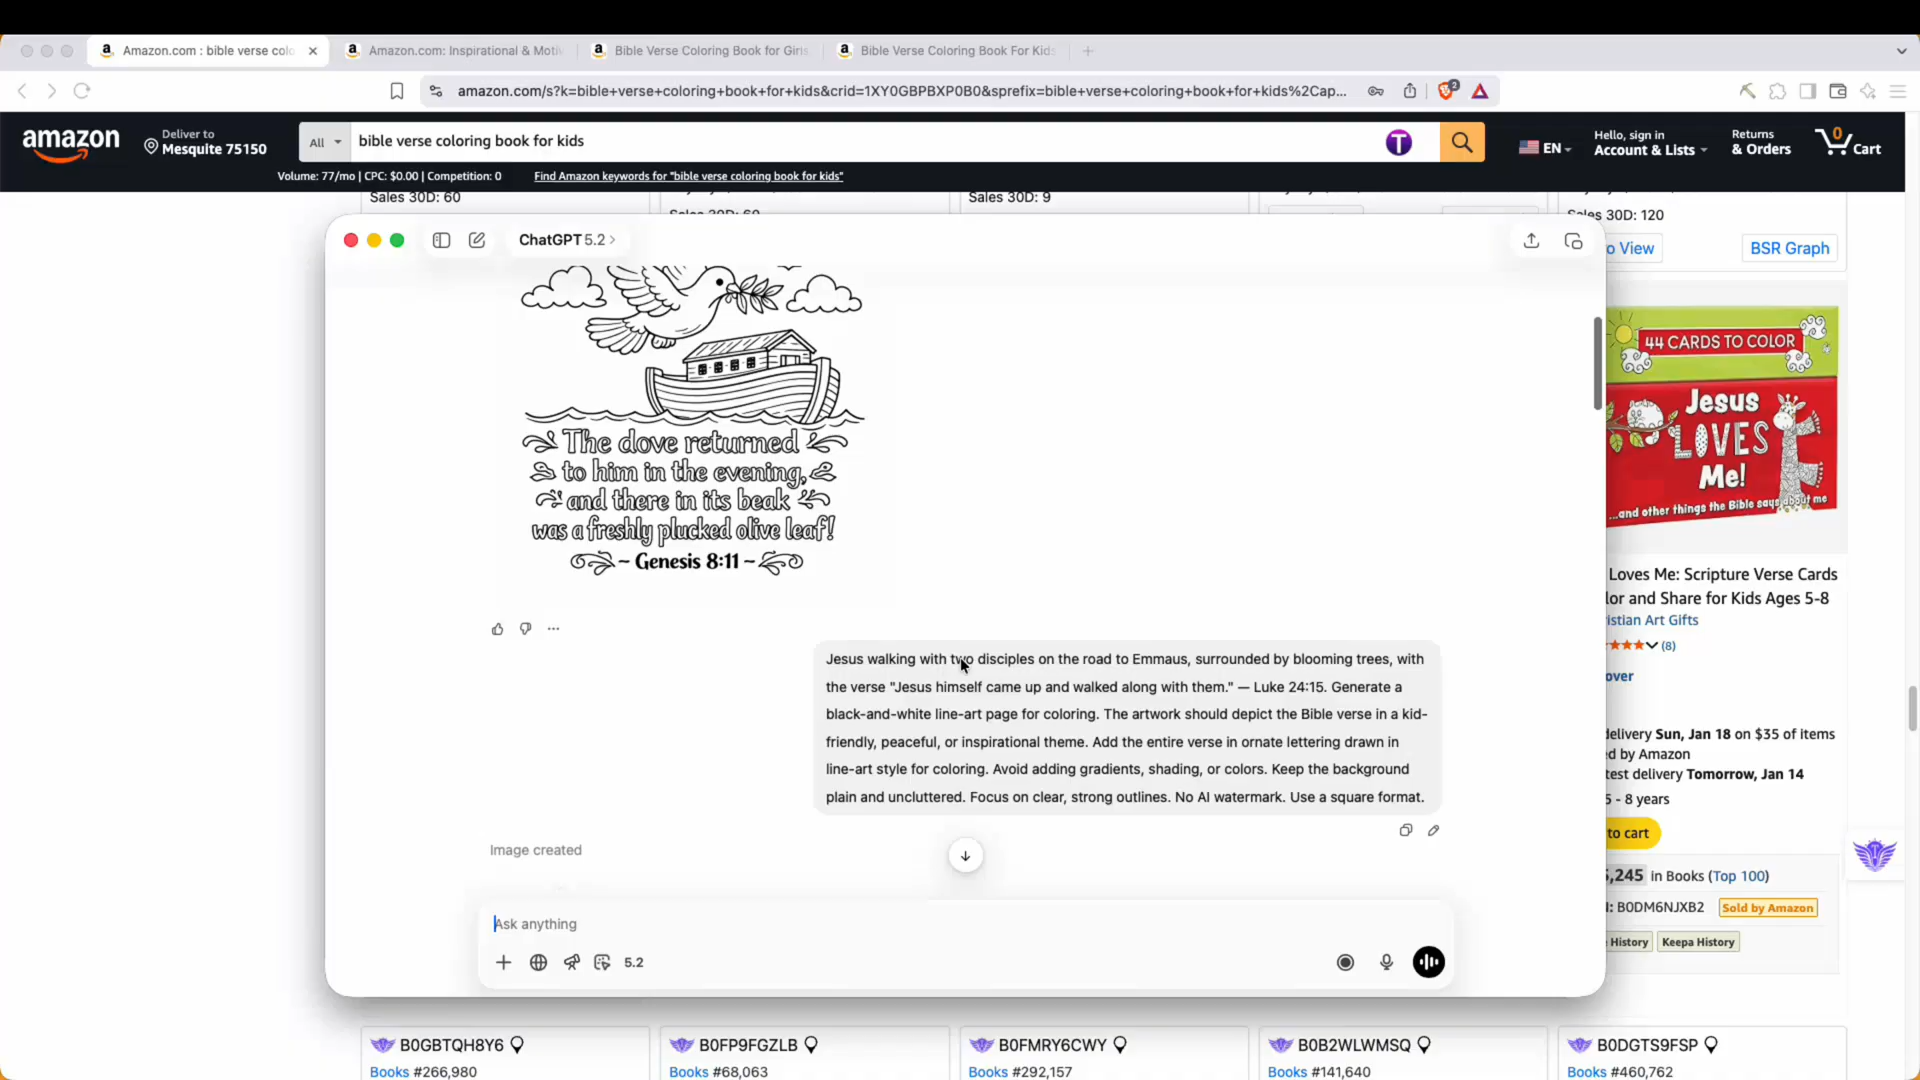 Amazon.com : bible verse colo
Amazon.com: Inspirational & Motiv
Bible Verse Coloring Book for Girls
Bible Verse Coloring Book For Kids
amazon.com/s?k=bible+verse+coloring+book+for+kids&crid=1XY0GBPBXP0B0&sprefix=bible+verse+coloring+book+for+kids%2Cap...
2
amazon
Deliver to
Mesquite 75150
All
bible verse coloring book for kids
T
EN
Hello, sign in
Account & Lists
Returns
& Orders
0
Cart
Volume: 77/mo | CPC: $0.00 | Competition: 0
Find Amazon keywords for "bible verse coloring book for kids"
Sales 30D: 60
Sales 30D: 60
Sales 30D: 9
Sales 30D: 120
o View
BSR Graph
ChatGPT 5.2 >
The dove returned
to him in the evening,
and there in its beak
was a freshly plucked olive leaf!
~ Genesis 8:11 ~
Jesus walking with two disciples on the road to Emmaus, surrounded by blooming trees, with
the verse "Jesus himself came up and walked along with them." — Luke 24:15. Generate a
black-and-white line-art page for coloring. The artwork should depict the Bible verse in a kid-
friendly, peaceful, or inspirational theme. Add the entire verse in ornate lettering drawn in
line-art style for coloring. Avoid adding gradients, shading, or colors. Keep the background
plain and uncluttered. Focus on clear, strong outlines. No AI watermark. Use a square format.
Image created
Ask anything
5.2
44 CARDS TO COLOR
Jesus
LOVES
Me!
...and other things the Bible says about me
Loves Me: Scripture Verse Cards
lor and Share for Kids Ages 5-8
istian Art Gifts
(8)
over
delivery Sun, Jan 18 on $35 of items
ed by Amazon
test delivery Tomorrow, Jan 14
5 - 8 years
to cart
5,245 in Books (Top 100)
: B0DM6NJXB2
Sold by Amazon
History
Keepa History
B0GBTQH8Y6
Books #266,980
B0FP9FGZLB
Books #68,063
B0FMRY6CWY
Books #292,157
B0B2WLWMSQ
Books #141,640
B0DGTS9FSP
Books #460,762